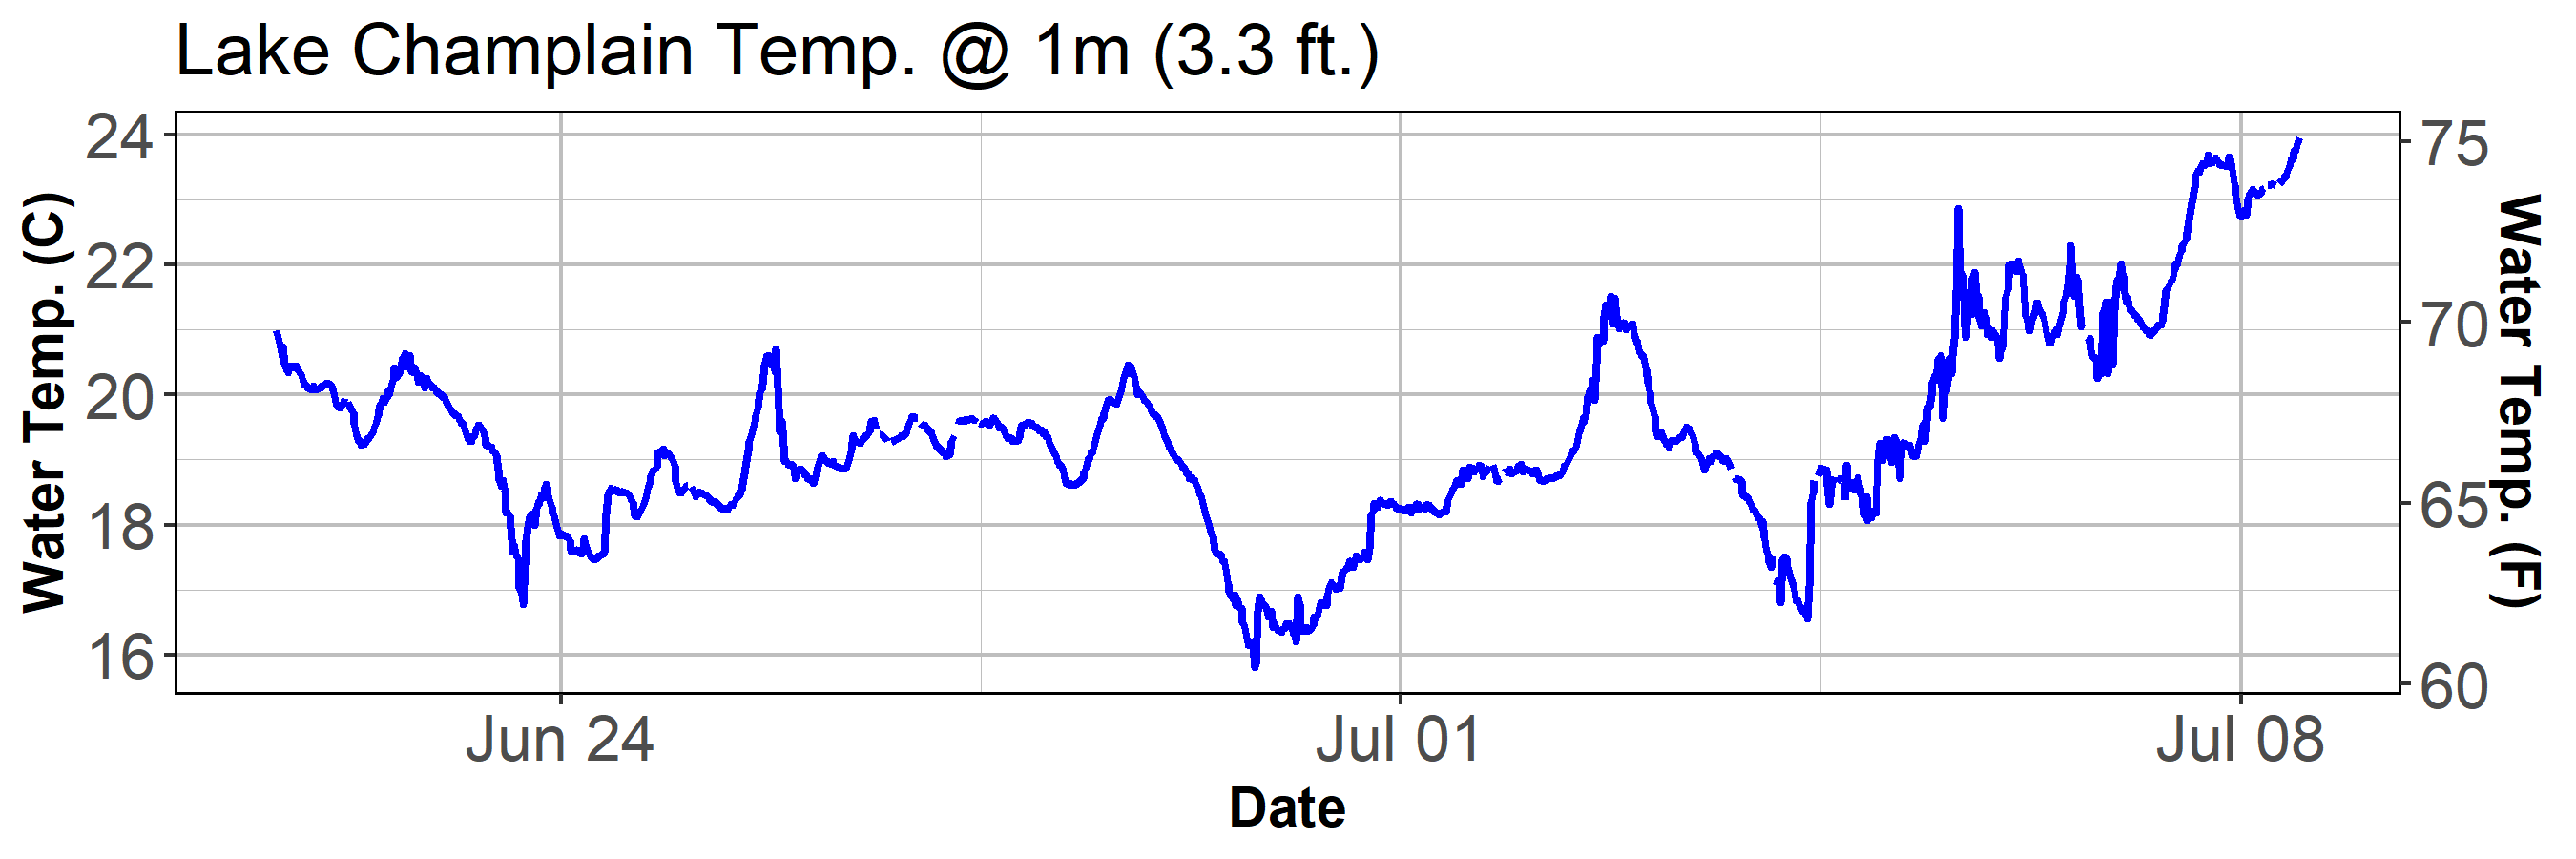 Lake Champlain Temp. @ 1m (3.3 ft.)
Water Temp. (C)
24
22
20
18
16
75
70
65
60
Water Temp. (F)
Jun 24
Jul 01
Jul 08
Date